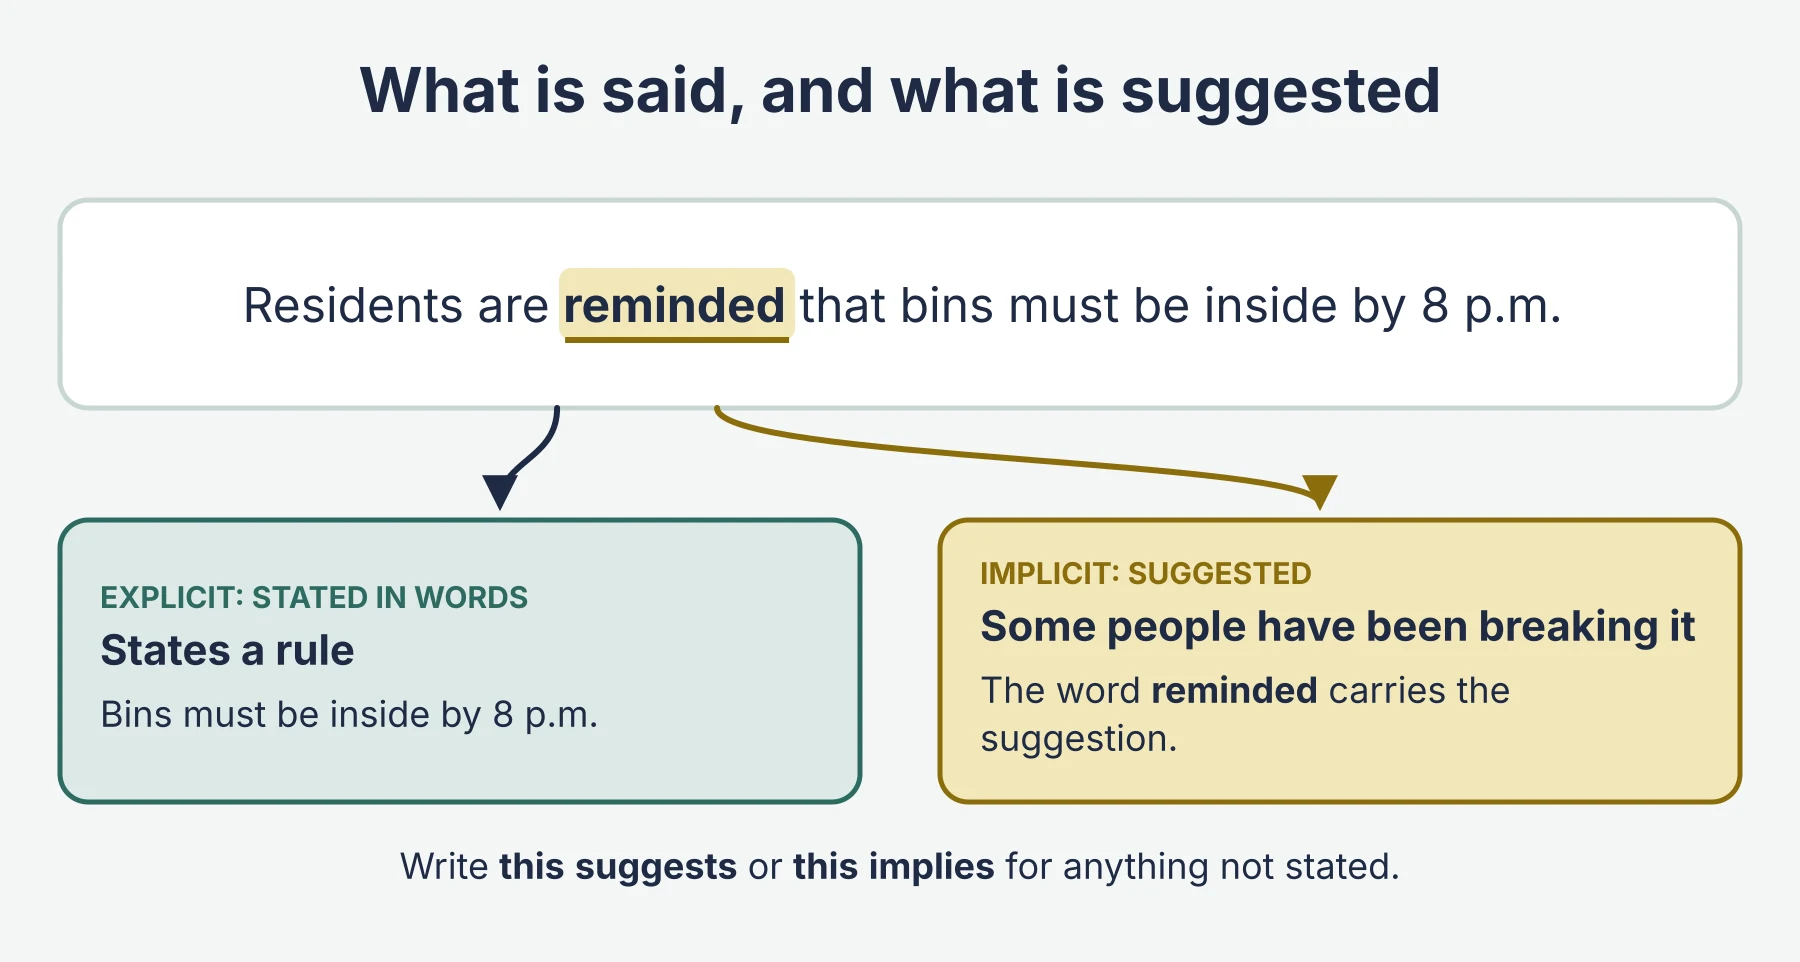 What is said, and what is suggested
Residents are reminded that bins must be inside by 8 p.m.
EXPLICIT: STATED IN WORDS
States a rule
Bins must be inside by 8 p.m.
IMPLICIT: SUGGESTED
Some people have been breaking it
The word reminded carries the
suggestion.
Write this suggests or this implies for anything not stated.